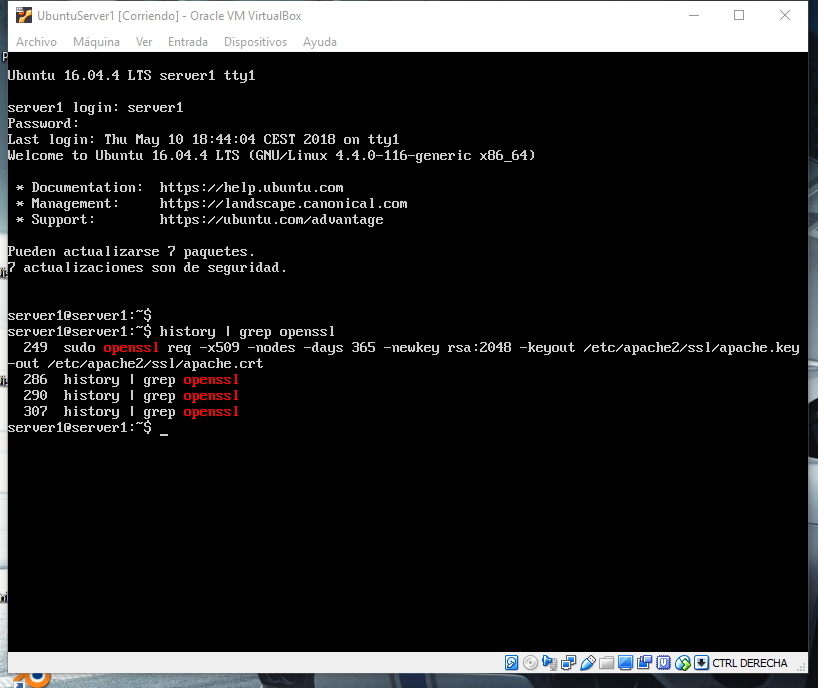 UbuntuServer1 [Corriendo] - Oracle VM VirtualBox
Archivo Máquina Ver Entrada Dispositivos Ayuda
Ubuntu 16.04.4 LTS server1 tty1
server1 login: server1
Password:
Last login: Thu May 10 18:44:04 CEST 2018 on tty1
Welcome to Ubuntu 16.04.4 LTS (GNU/Linux 4.4.0-116-generic x86_64)
* Documentation: https://help.ubuntu.com
* Management: https://landscape.canonical.com
* Support: https://ubuntu.com/advantage
Pueden actualizarse 7 paquetes.
7 actualizaciones son de seguridad.
server1@server1:~$
server1@server1:~$ history | grep openssl
249 sudo openssl req -x509 -nodes -days 365 -newkey rsa:2048 -keyout /etc/apache2/ssl/apache.key
-out /etc/apache2/ssl/apache.crt
286 history | grep openssl
290 history | grep openssl
307 history | grep openssl
server1@server1:~$ _
CTRL DERECHA